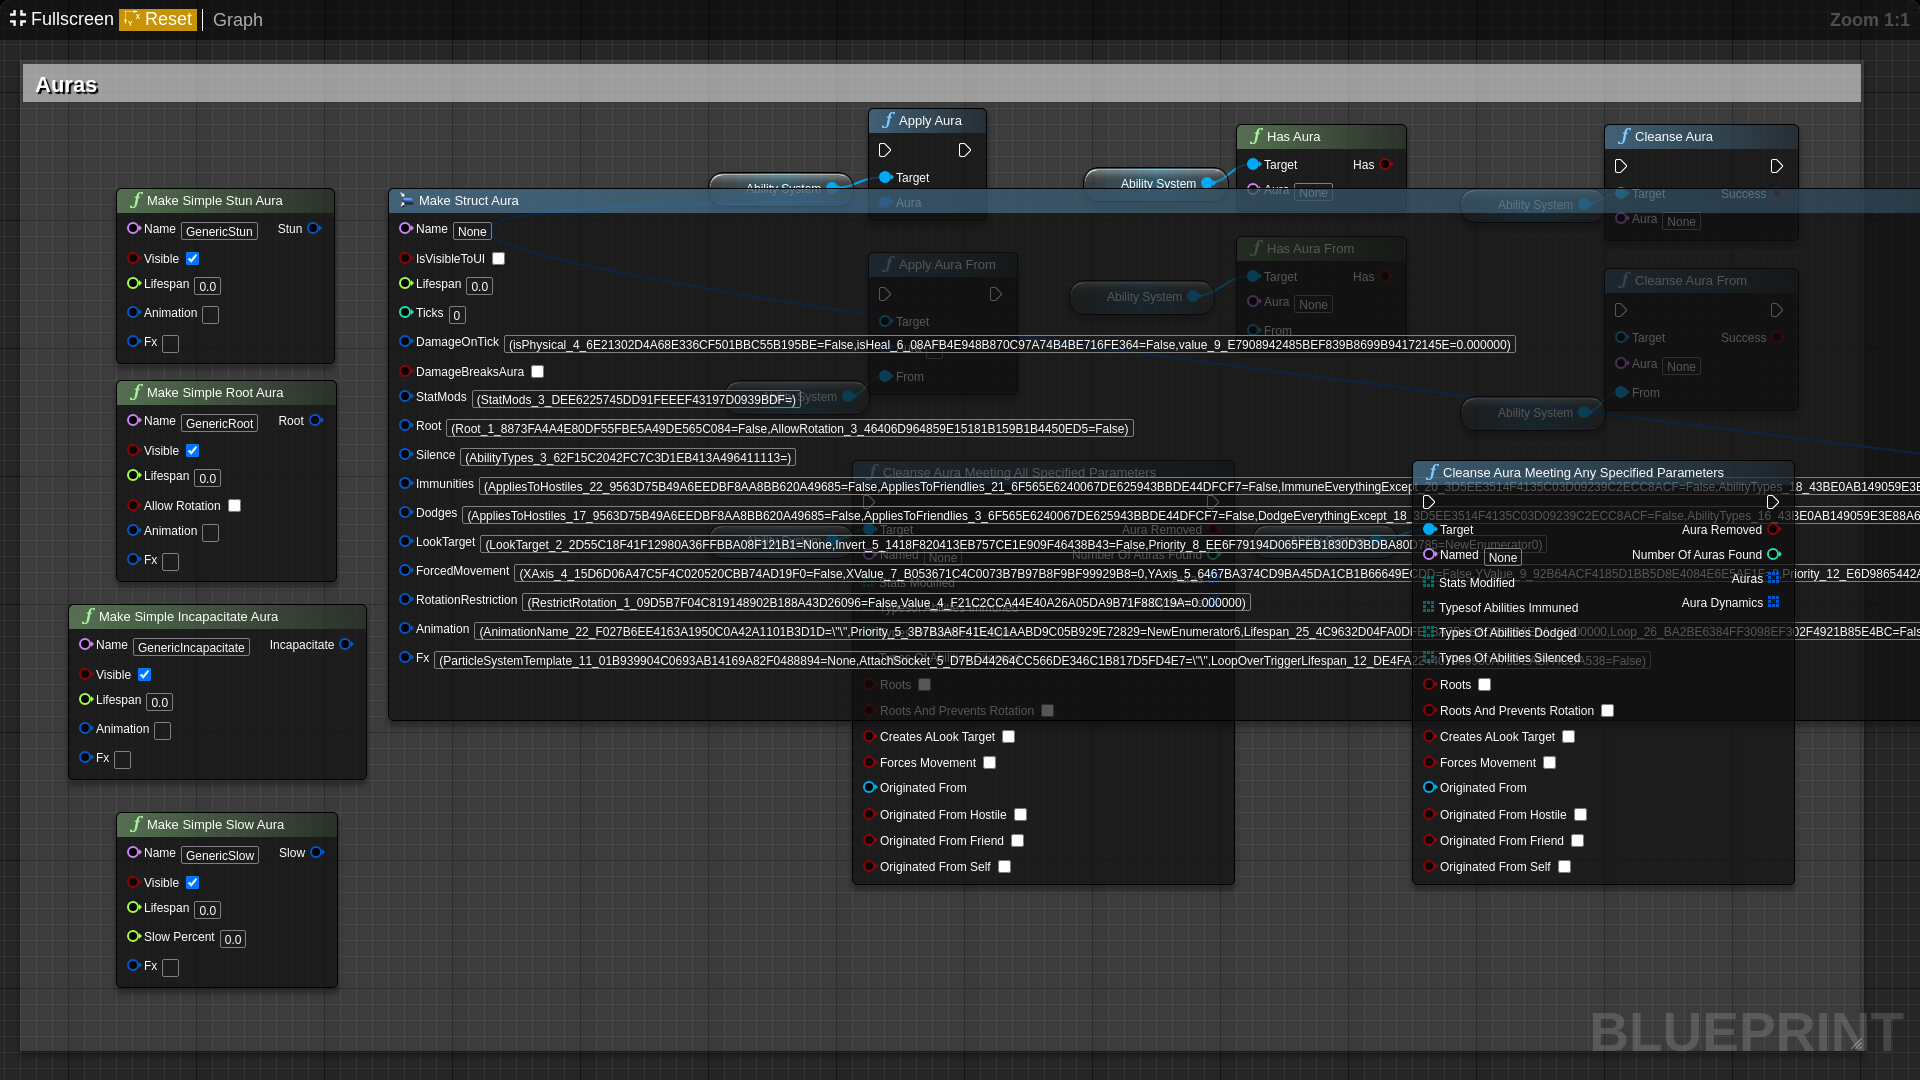 Fullscreen Reset Graph Zoom 1:1
Auras
Apply Aura
Target
Aura
Ability System
Has Aura
Target Has
Aura None
Ability System
Cleanse Aura
Target Success
Aura None
Ability System
Make Simple Stun Aura
Name GenericStun Stun
Visible
Lifespan 0.0
Animation
Fx
Make Simple Root Aura
Name GenericRoot Root
Visible
Lifespan 0.0
Allow Rotation
Animation
Fx
Make Simple Incapacitate Aura
Name GenericIncapacitate Incapacitate
Visible
Lifespan 0.0
Animation
Fx
Make Simple Slow Aura
Name GenericSlow Slow
Visible
Lifespan 0.0
Slow Percent 0.0
Fx
Make Struct Aura
Name None
IsVisibleToUI
Lifespan 0.0
Ticks 0
DamageOnTick (isPhysical_4_6E21302D4A68E336CF501BBC55B195BE=False,isHeal_6_08AFB4E948B870C97A74B4BE716FE364=False,value_9_E7908942485BEF839B8699B94172145E=0.000000)
DamageBreaksAura
StatMods (StatMods_3_DEE6225745DD91FEEEF43197D0939BDF=)
Root (Root_1_8873FA4A4E80DF55FBE5A49DE565C084=False,AllowRotation_3_46406D964859E15181B159B1B4450ED5=False)
Silence (AbilityTypes_3_62F15C2042FC7C3D1EB413A496411113=)
Immunities (AppliesToHostiles_22_9563D75B49A6EEDBF8AA8BB620A49685=False,AppliesToFriendlies_21_6F565E6240067DE625943BBDE44DFCF7=False,ImmuneEverythingExcept_20_3D5EE3514F4135C03D09239C2ECC8ACF=False,AbilityTypes_18_43BE0AB149059E3E
Dodges (AppliesToHostiles_17_9563D75B49A6EEDBF8AA8BB620A49685=False,AppliesToFriendlies_3_6F565E6240067DE625943BBDE44DFCF7=False,DodgeEverythingExcept_18_3D5EE3514F4135C03D09239C2ECC8ACF=False,AbilityTypes_16_43BE0AB149059E3E88A6
LookTarget (LookTarget_2_2D55C18F41F12980A36FFBBA08F121B1=None,Invert_5_1418F820413EB757CE1E909F46438B43=False,Priority_8_EE6F79194D065FEB1830D3BDBA80D785=NewEnumerator0)
ForcedMovement (XAxis_4_15D6D06A47C5F4C020520CBB74AD19F0=False,XValue_7_B053671C4C0073B7B97B8F9BF99929B8=0,YAxis_5_6467BA374CD9BA45DA1CB1B66649ECDD=False,YValue_9_92B64ACF4185D1BB5D8E4084E6E5AE1F=0,Priority_12_E6D9865442A
RotationRestriction (RestrictRotation_1_09D5B7F04C819148902B188A43D26096=False,Value_4_F21C2CCA44E40A26A05DA9B71F88C19A=0.000000)
Animation (AnimationName_22_F027B6EE4163A1950C0A42A1101B3D1D=\"\",Priority_5_3B7B3A8F41E4C1AABD9C05B929E72829=NewEnumerator6,Lifespan_25_4C9632D04FA0DF
Fx (ParticleSystemTemplate_11_01B939904C0693AB14169A82F0488894=None,AttachSocket_5_D7BD44264CC566DE346C1B817D5FD4E7=\"\",LoopOverTriggerLifespan_12_DE4FA
Apply Aura From
Target
From
Ability System
Has Aura From
Target Has
Aura None
From
Ability System
Cleanse Aura From
Target Success
Aura None
From
Ability System
Cleanse Aura Meeting All Specified Parameters
Target Aura Removed
Named None Number Of Auras Found
Stats Modified
Roots
Roots And Prevents Rotation
Creates ALook Target
Forces Movement
Originated From
Originated From Hostile
Originated From Friend
Originated From Self
Cleanse Aura Meeting Any Specified Parameters
Target Aura Removed
Named None Number Of Auras Found
Stats Modified Auras
Typesof Abilities Immuned Aura Dynamics
Types Of Abilities Dodged
Types Of Abilities Silenced
Roots
Roots And Prevents Rotation
Creates ALook Target
Forces Movement
Originated From
Originated From Hostile
Originated From Friend
Originated From Self
BLUEPRINT